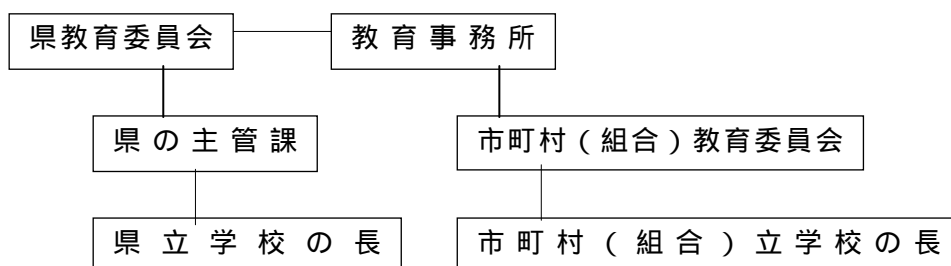 県教育委員会 教育事務所
県の主管課 市町村(組合)教育委員会
県立学校の長 市町村(組合)立学校の長